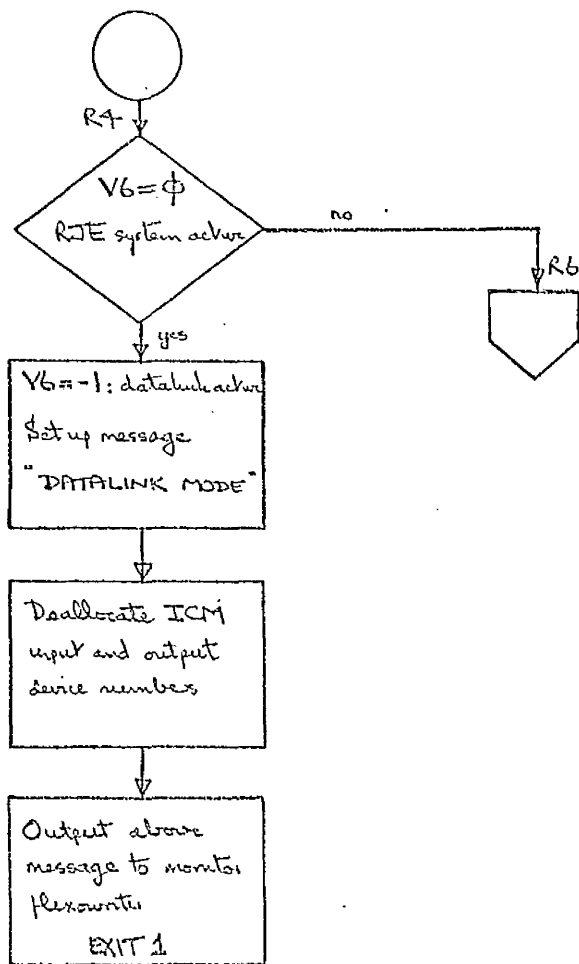 R4
V6=ϕ
RJE system active
no
R6
yes
V6=-1: datalink active
Set up message
"DATALINK MODE"
Deallocate ICM
input and output
device numbers
Output above
message to monitor
flexowriter
EXIT 1